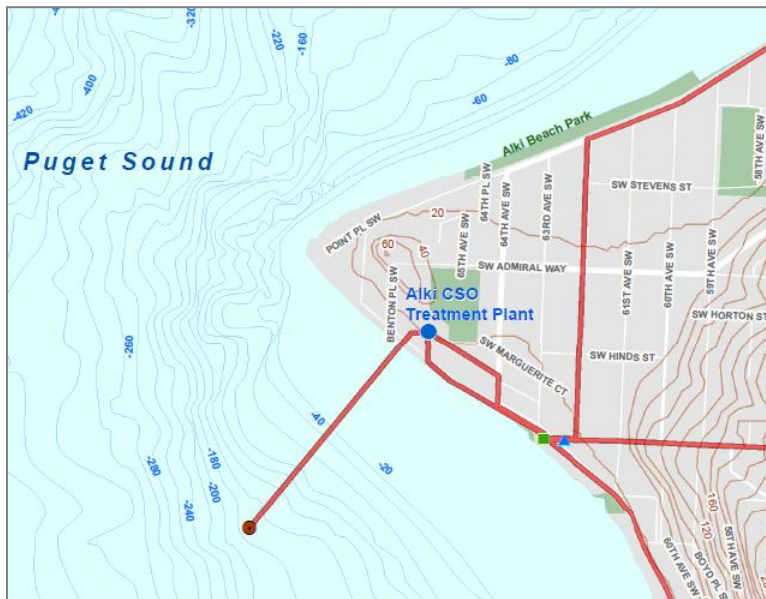 -320
-220
-160
-400
-80
-420
-60
Puget Sound
Alki Beach Park
58TH AVE SW
SW STEVENS ST
64TH PL SW
64TH AVE SW
63RD AVE SW
65TH AVE SW
POINT PL SW
20
60
40
SW ADMIRAL WAY
61ST AVE SW
60TH AVE SW
59TH AVE SW
BENTON PL SW
Alki CSO
Treatment Plant
SW HORTON ST
SW MARGUERITE CT
SW HINDS ST
-260
-40
-20
-280
-180
-200
-240
160
120
60TH AVE SW
BOYD PL SW
58TH AVE SW